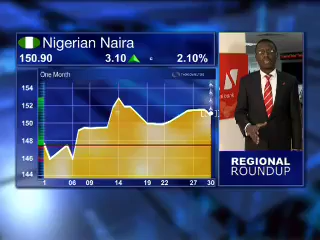 Nigerian Naira
150.90 3.10 2.10%
One Month
154
152
150
148
146
144
1 06 09 14 19 22 28 30
REGIONAL
ROUNDUP